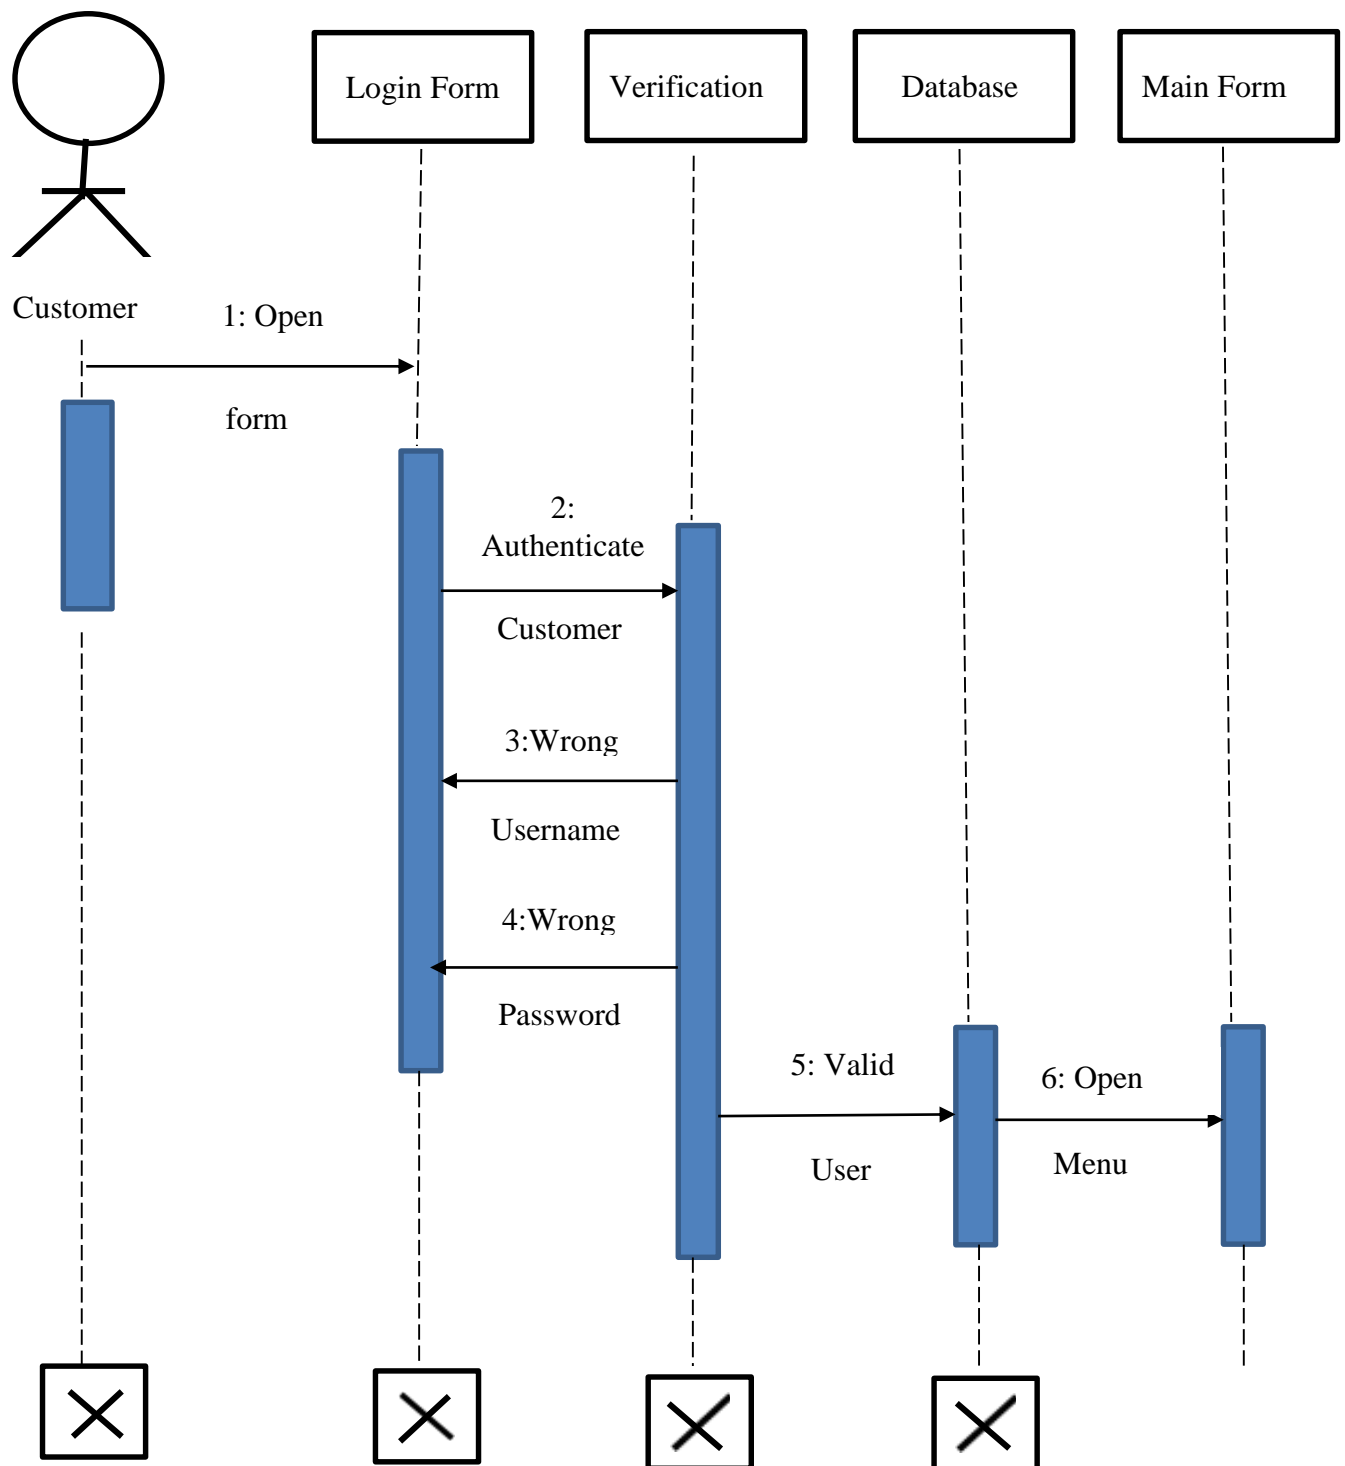 Login Form
Verification
Database
Main Form
Customer
1: Open
form
2:
Authenticate
Customer
3:Wrong
Username
4:Wrong
Password
5: Valid
User
6: Open
Menu